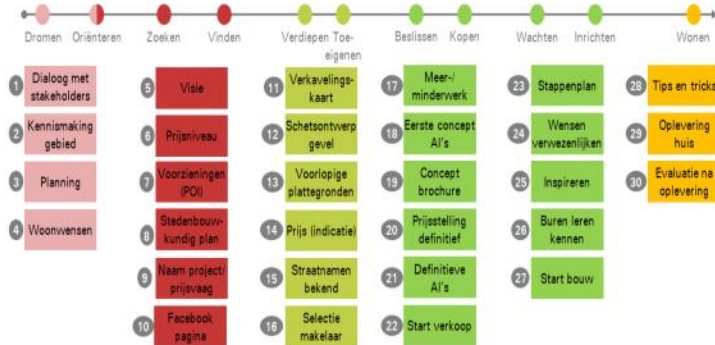 Dromen Oriënteren Zoeken Vinden Verdiepen Toe-
eigenen Beslissen Kopen Wachten Inrichten Wonen
1 Dialoog met
stakeholders
2 Kennismaking
gebied
3 Planning
4 Woonwensen
5 Visie
6 Prijsniveau
7 Voorzieningen
(POI)
8 Stedenbouw-
kundig plan
9 Naam project/
prijsvaag
10 Facebook
pagina
11 Verkavelings-
kaart
12 Schetsontwerp
gevel
13 Voorlopige
plattegronden
14 Prijs (indicatie)
15 Straatnamen
bekend
16 Selectie
makelaar
17 Meer-/
minderwerk
18 Eerste concept
AI's
19 Concept
brochure
20 Prijsstelling
definitief
21 Definitieve
AI's
22 Start verkoop
23 Stappenplan
24 Wensen
verwezenlijken
25 Inspireren
26 Buren leren
kennen
27 Start bouw
28 Tips en tricks
29 Oplevering
huis
30 Evaluatie na
oplevering